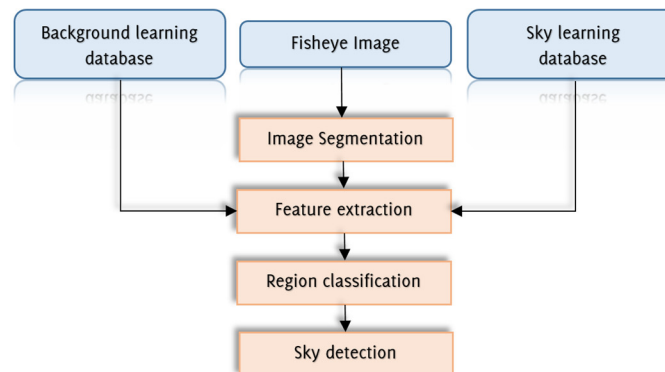 Background learning
database
Fisheye Image
Sky learning
database
Image Segmentation
Feature extraction
Region classification
Sky detection